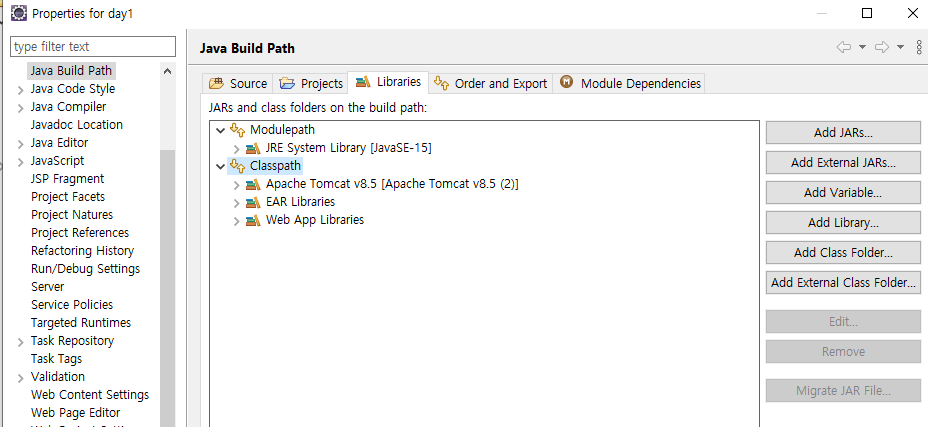 Properties for day1
type filter text
Java Build Path
Java Code Style
Java Compiler
Javadoc Location
Java Editor
JavaScript
JSP Fragment
Project Facets
Project Natures
Project References
Refactoring History
Run/Debug Settings
Server
Service Policies
Targeted Runtimes
Task Repository
Task Tags
Validation
Web Content Settings
Web Page Editor
Java Build Path
Source
Projects
Libraries
Order and Export
Module Dependencies
JARs and class folders on the build path:
Modulepath
JRE System Library [JavaSE-15]
Classpath
Apache Tomcat v8.5 [Apache Tomcat v8.5 (2)]
EAR Libraries
Web App Libraries
Add JARs...
Add External JARs...
Add Variable...
Add Library...
Add Class Folder...
Add External Class Folder...
Edit...
Remove
Migrate JAR File...